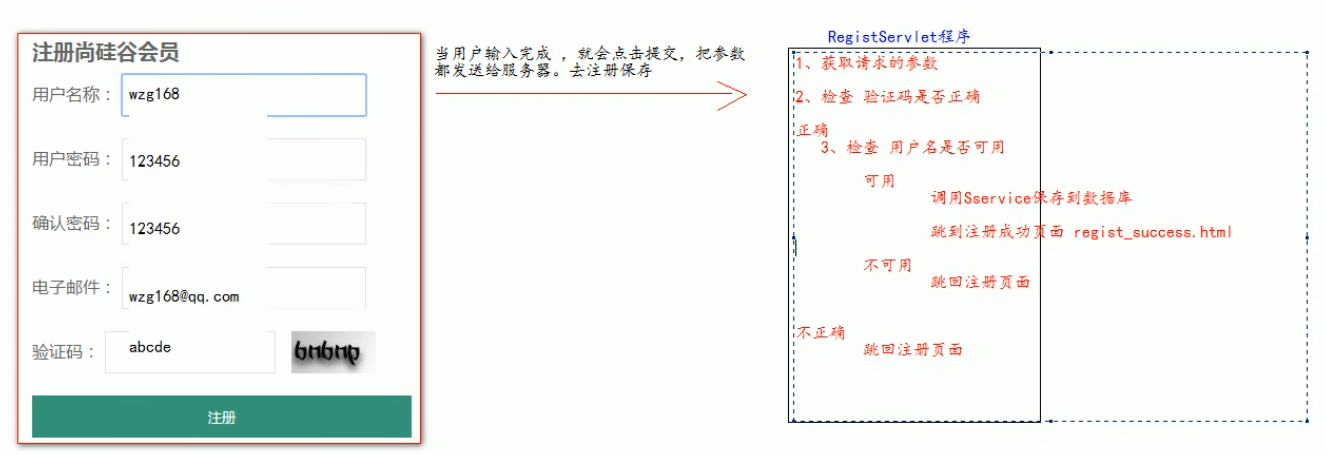 注册尚硅谷会员
用户名称： wzg168
用户密码： 123456
确认密码： 123456
电子邮件： wzg168@qq.com
验证码： abcde bnbnp
注册
当用户输入完成 ，就会点击提交，把参数
都发送给服务器。去注册保存
RegistServlet程序
1、获取请求的参数
2、检查 验证码是否正确
正确
3、检查 用户名是否可用
可用
调用Sservice保存到数据库
跳到注册成功页面 regist_success.html
不可用
跳回注册页面
不正确
跳回注册页面